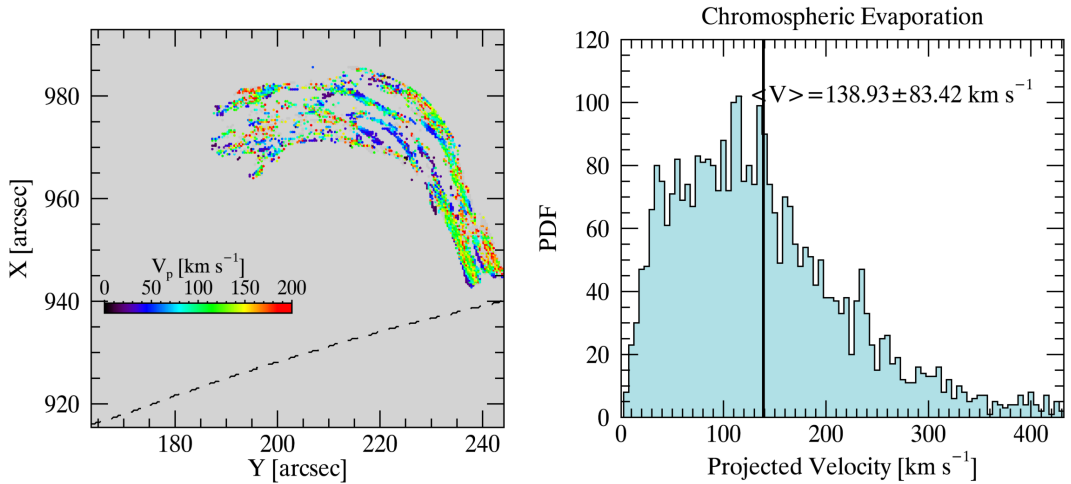 980
960
940
920
X [arcsec]
V_p [km s⁻¹]
0 50 100 150 200
180 200 220 240
Y [arcsec]
Chromospheric Evaporation
120
100
80
60
40
20
0
PDF
<V>=138.93±83.42 km s⁻¹
0 100 200 300 400
Projected Velocity [km s⁻¹]